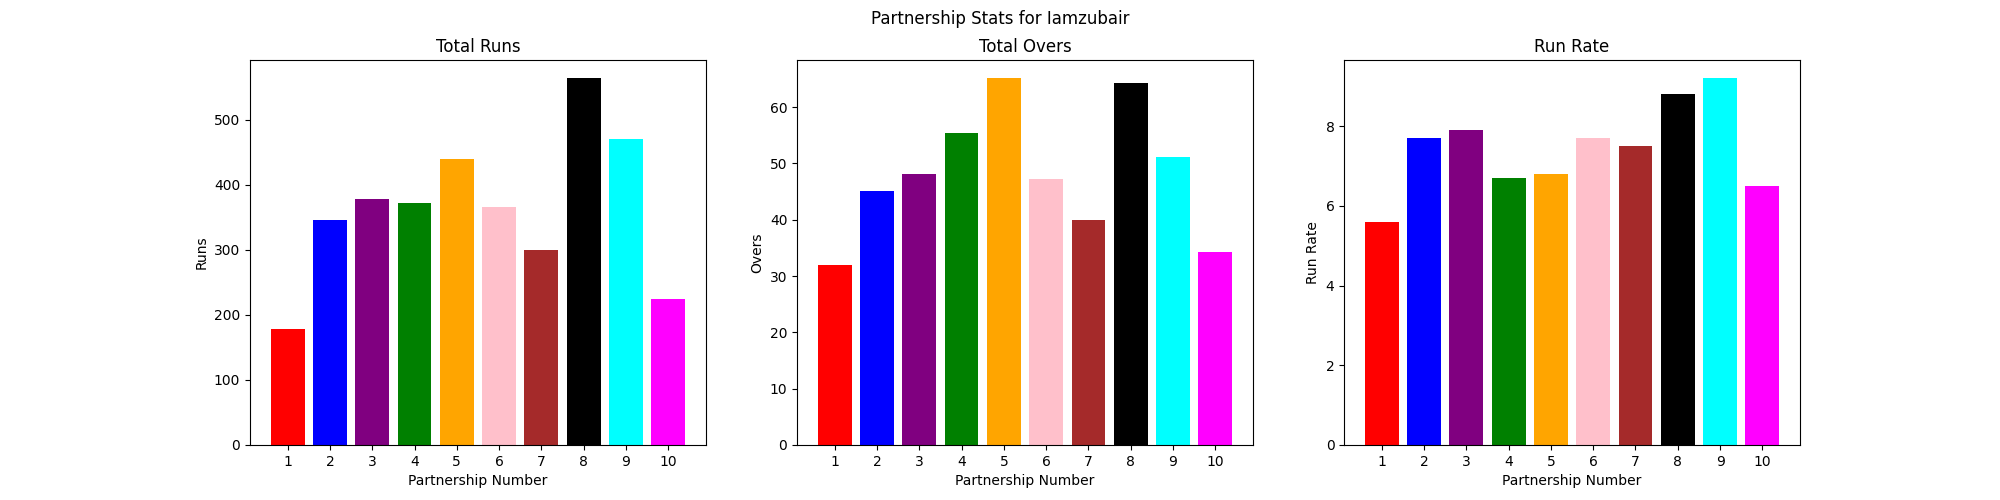 Partnership Stats for Iamzubair
Total Runs
Runs
500
400
300
200
100
0
1 2 3 4 5 6 7 8 9 10
Partnership Number
Total Overs
Overs
60
50
40
30
20
10
0
1 2 3 4 5 6 7 8 9 10
Partnership Number
Run Rate
Run Rate
8
6
4
2
0
1 2 3 4 5 6 7 8 9 10
Partnership Number